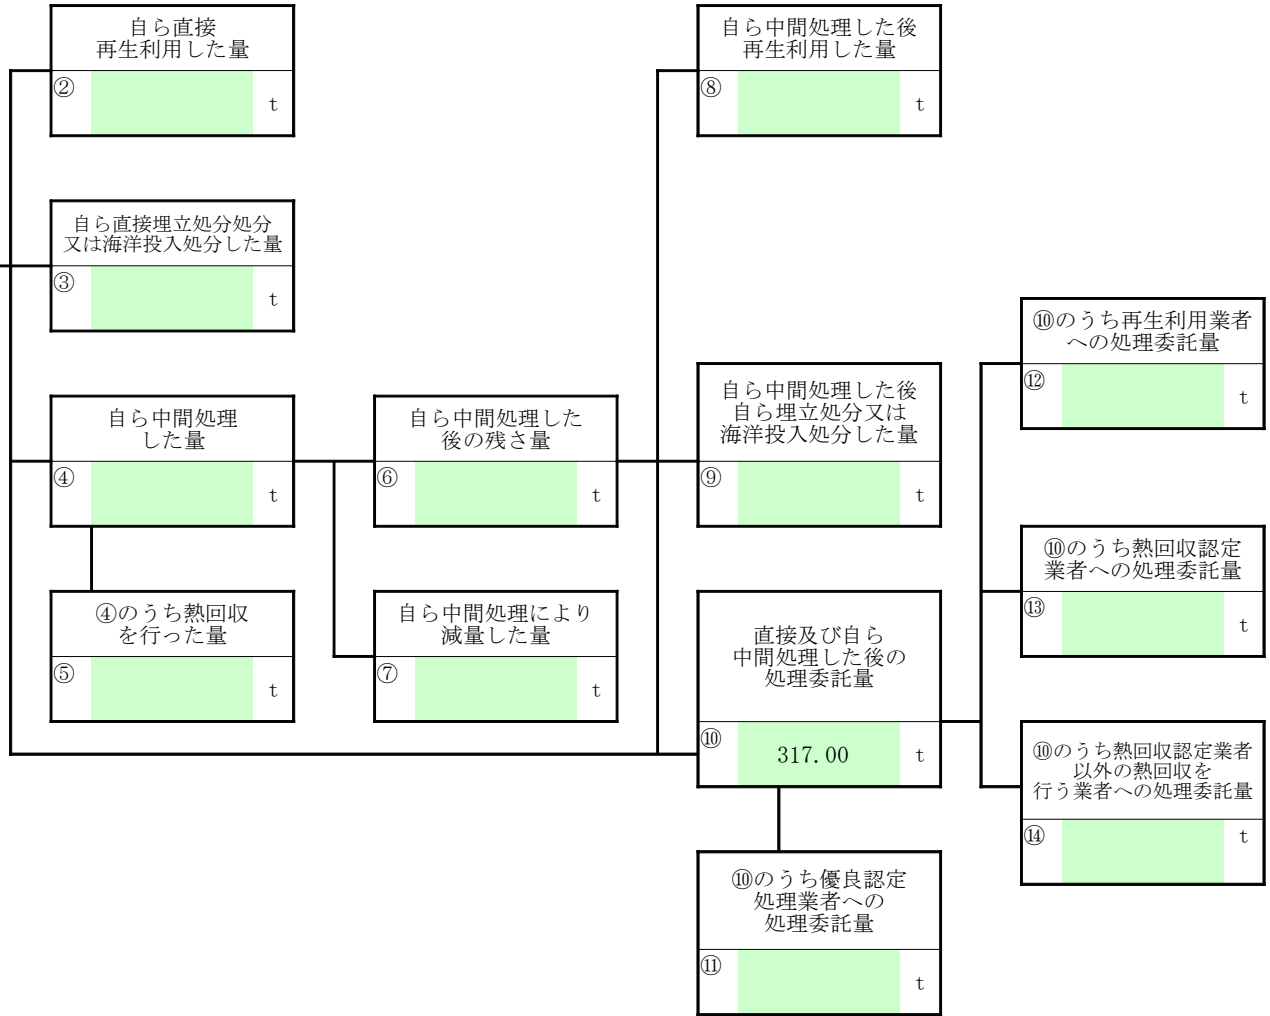 自ら直接
再生利用した量
②
t
自ら直接埋立処分処分
又は海洋投入処分した量
③
t
自ら中間処理
した量
④
t
④のうち熱回収
を行った量
⑤
t
自ら中間処理した
後の残さ量
⑥
t
自ら中間処理により
減量した量
⑦
t
自ら中間処理した後
再生利用した量
⑧
t
自ら中間処理した後
自ら埋立処分又は
海洋投入処分した量
⑨
t
直接及び自ら
中間処理した後の
処理委託量
⑩
317.00 t
⑩のうち優良認定
処理業者への
処理委託量
⑪
t
⑩のうち再生利用業者
への処理委託量
⑫
t
⑩のうち熱回収認定
業者への処理委託量
⑬
t
⑩のうち熱回収認定業者
以外の熱回収を
行う業者への処理委託量
⑭
t